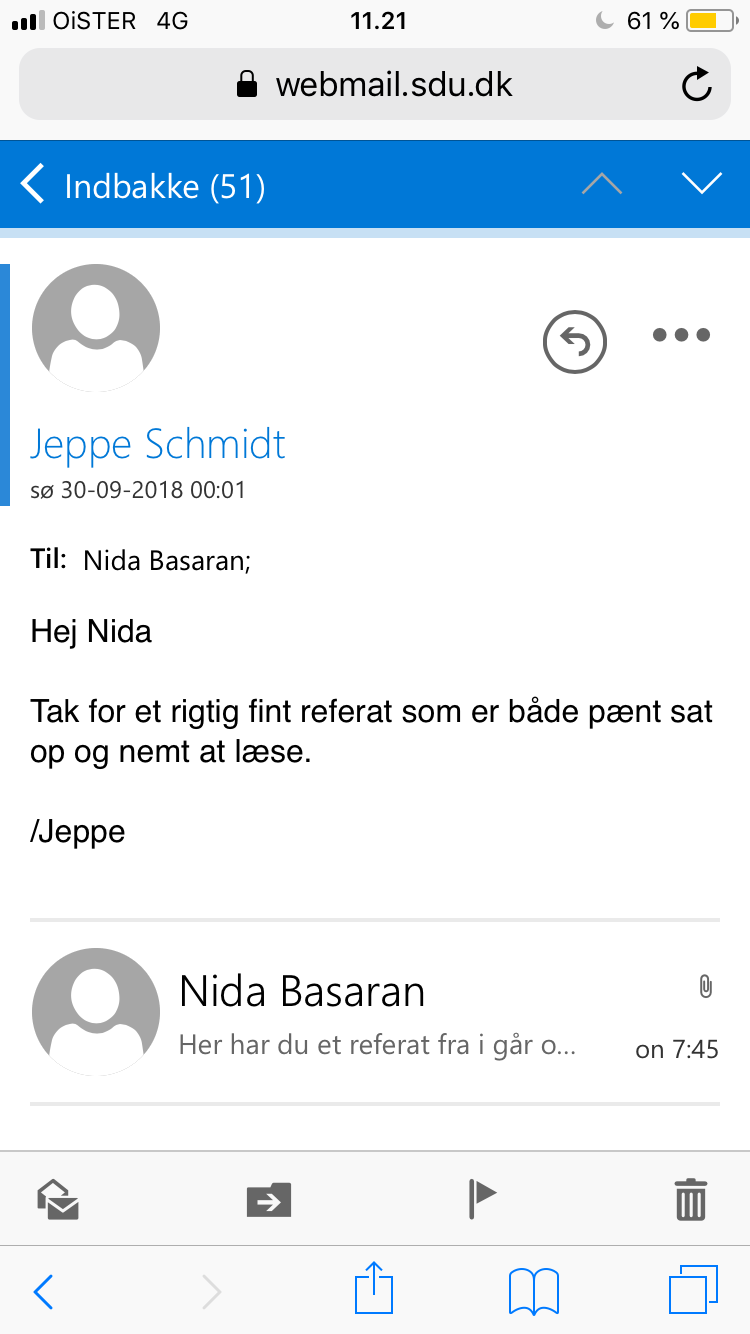 OiSTER 4G 11.21 61 %
webmail.sdu.dk
Indbakke (51)
Jeppe Schmidt
sø 30-09-2018 00:01
Til: Nida Basaran;
Hej Nida
Tak for et rigtig fint referat som er både pænt sat
op og nemt at læse.
/Jeppe
Nida Basaran
Her har du et referat fra i går o... on 7:45